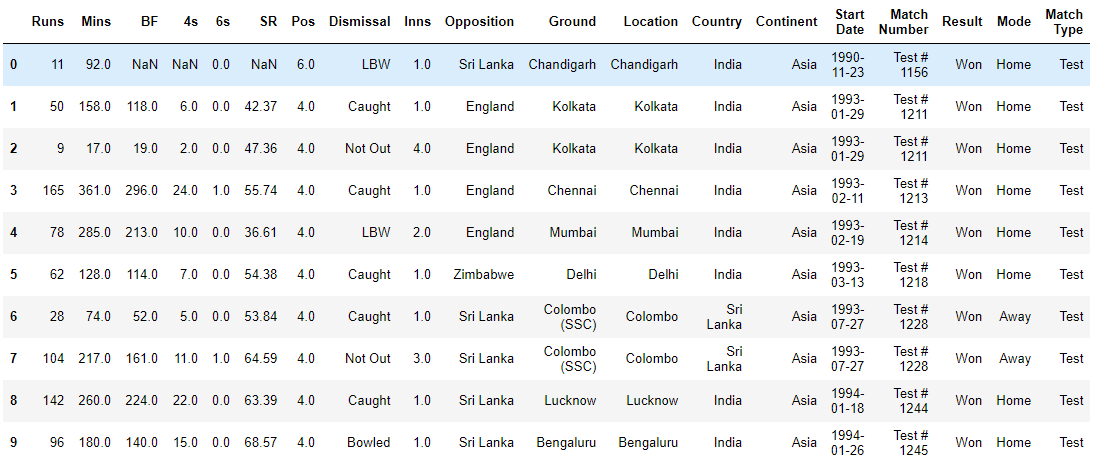 Runs Mins BF 4s 6s SR Pos Dismissal Inns Opposition Ground Location Country Continent Start Date Match Number Result Mode Match Type
0 11 92.0 NaN NaN 0.0 NaN 6.0 LBW 1.0 Sri Lanka Chandigarh Chandigarh India Asia 1990-11-23 Test # 1156 Won Home Test
1 50 158.0 118.0 6.0 0.0 42.37 4.0 Caught 1.0 England Kolkata Kolkata India Asia 1993-01-29 Test # 1211 Won Home Test
2 9 17.0 19.0 2.0 0.0 47.36 4.0 Not Out 4.0 England Kolkata Kolkata India Asia 1993-01-29 Test # 1211 Won Home Test
3 165 361.0 296.0 24.0 1.0 55.74 4.0 Caught 1.0 England Chennai Chennai India Asia 1993-02-11 Test # 1213 Won Home Test
4 78 285.0 213.0 10.0 0.0 36.61 4.0 LBW 2.0 England Mumbai Mumbai India Asia 1993-02-19 Test # 1214 Won Home Test
5 62 128.0 114.0 7.0 0.0 54.38 4.0 Caught 1.0 Zimbabwe Delhi Delhi India Asia 1993-03-13 Test # 1218 Won Home Test
6 28 74.0 52.0 5.0 0.0 53.84 4.0 Caught 1.0 Sri Lanka Colombo (SSC) Colombo Sri Lanka Asia 1993-07-27 Test # 1228 Won Away Test
7 104 217.0 161.0 11.0 1.0 64.59 4.0 Not Out 3.0 Sri Lanka Colombo (SSC) Colombo Sri Lanka Asia 1993-07-27 Test # 1228 Won Away Test
8 142 260.0 224.0 22.0 0.0 63.39 4.0 Caught 1.0 Sri Lanka Lucknow Lucknow India Asia 1994-01-18 Test # 1244 Won Home Test
9 96 180.0 140.0 15.0 0.0 68.57 4.0 Bowled 1.0 Sri Lanka Bengaluru Bengaluru India Asia 1994-01-26 Test # 1245 Won Home Test